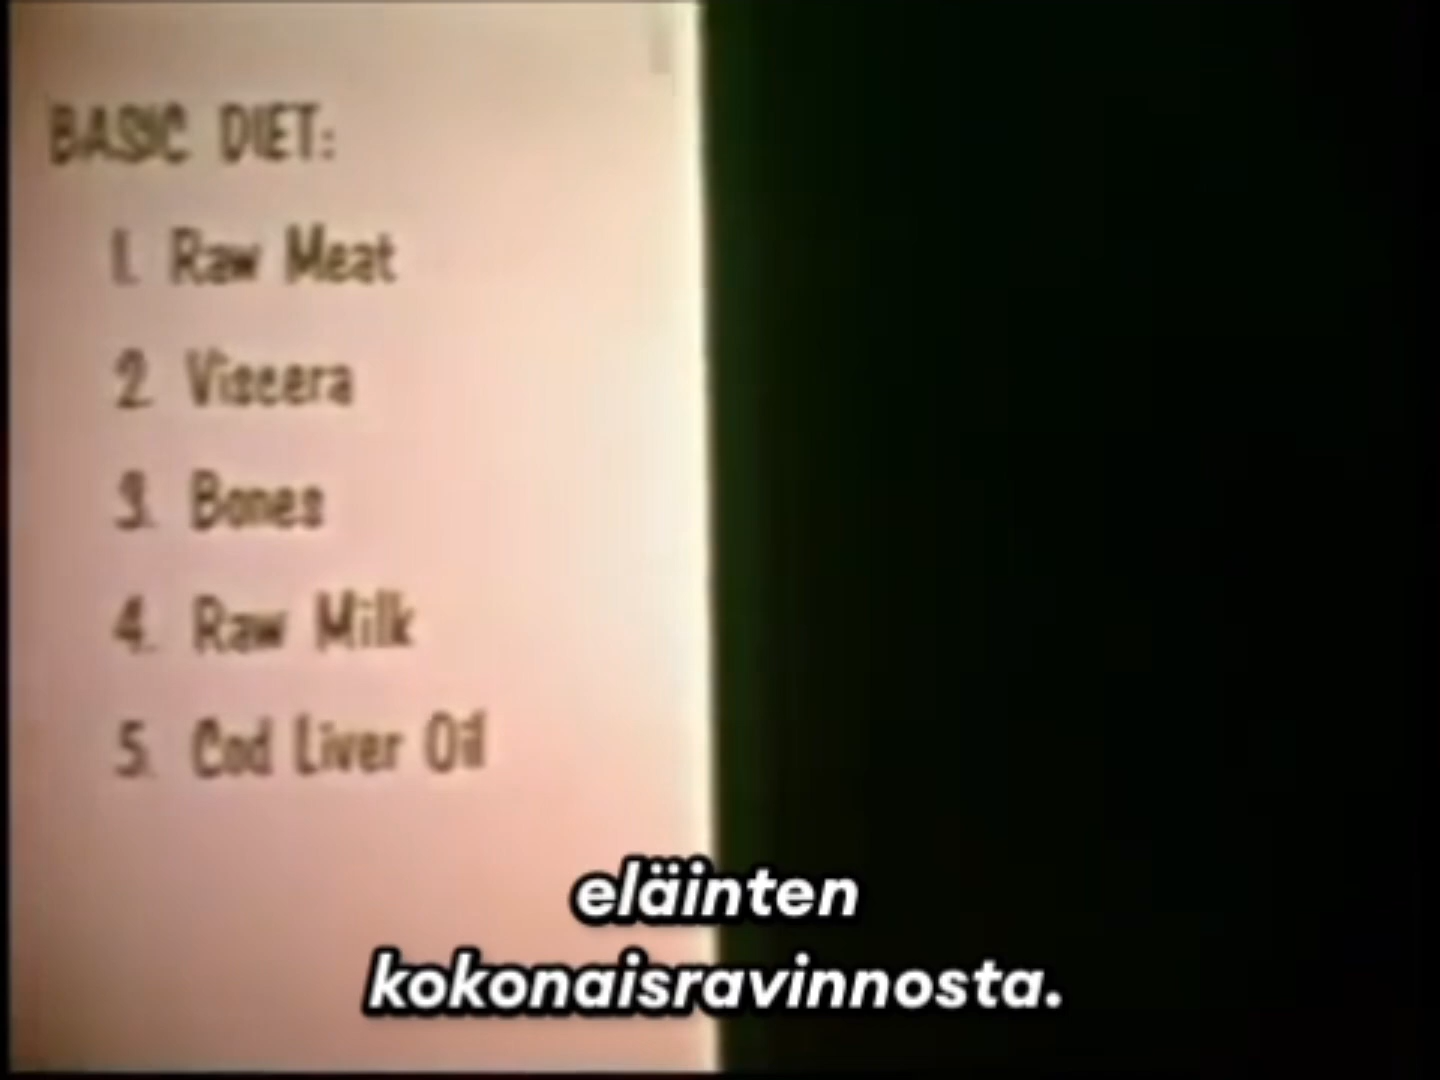 BASIC DIET:
1. Raw Meat
2. Viscera
3. Bones
4. Raw Milk
5. Cod Liver Oil
eläinten
kokonaisravinnosta.